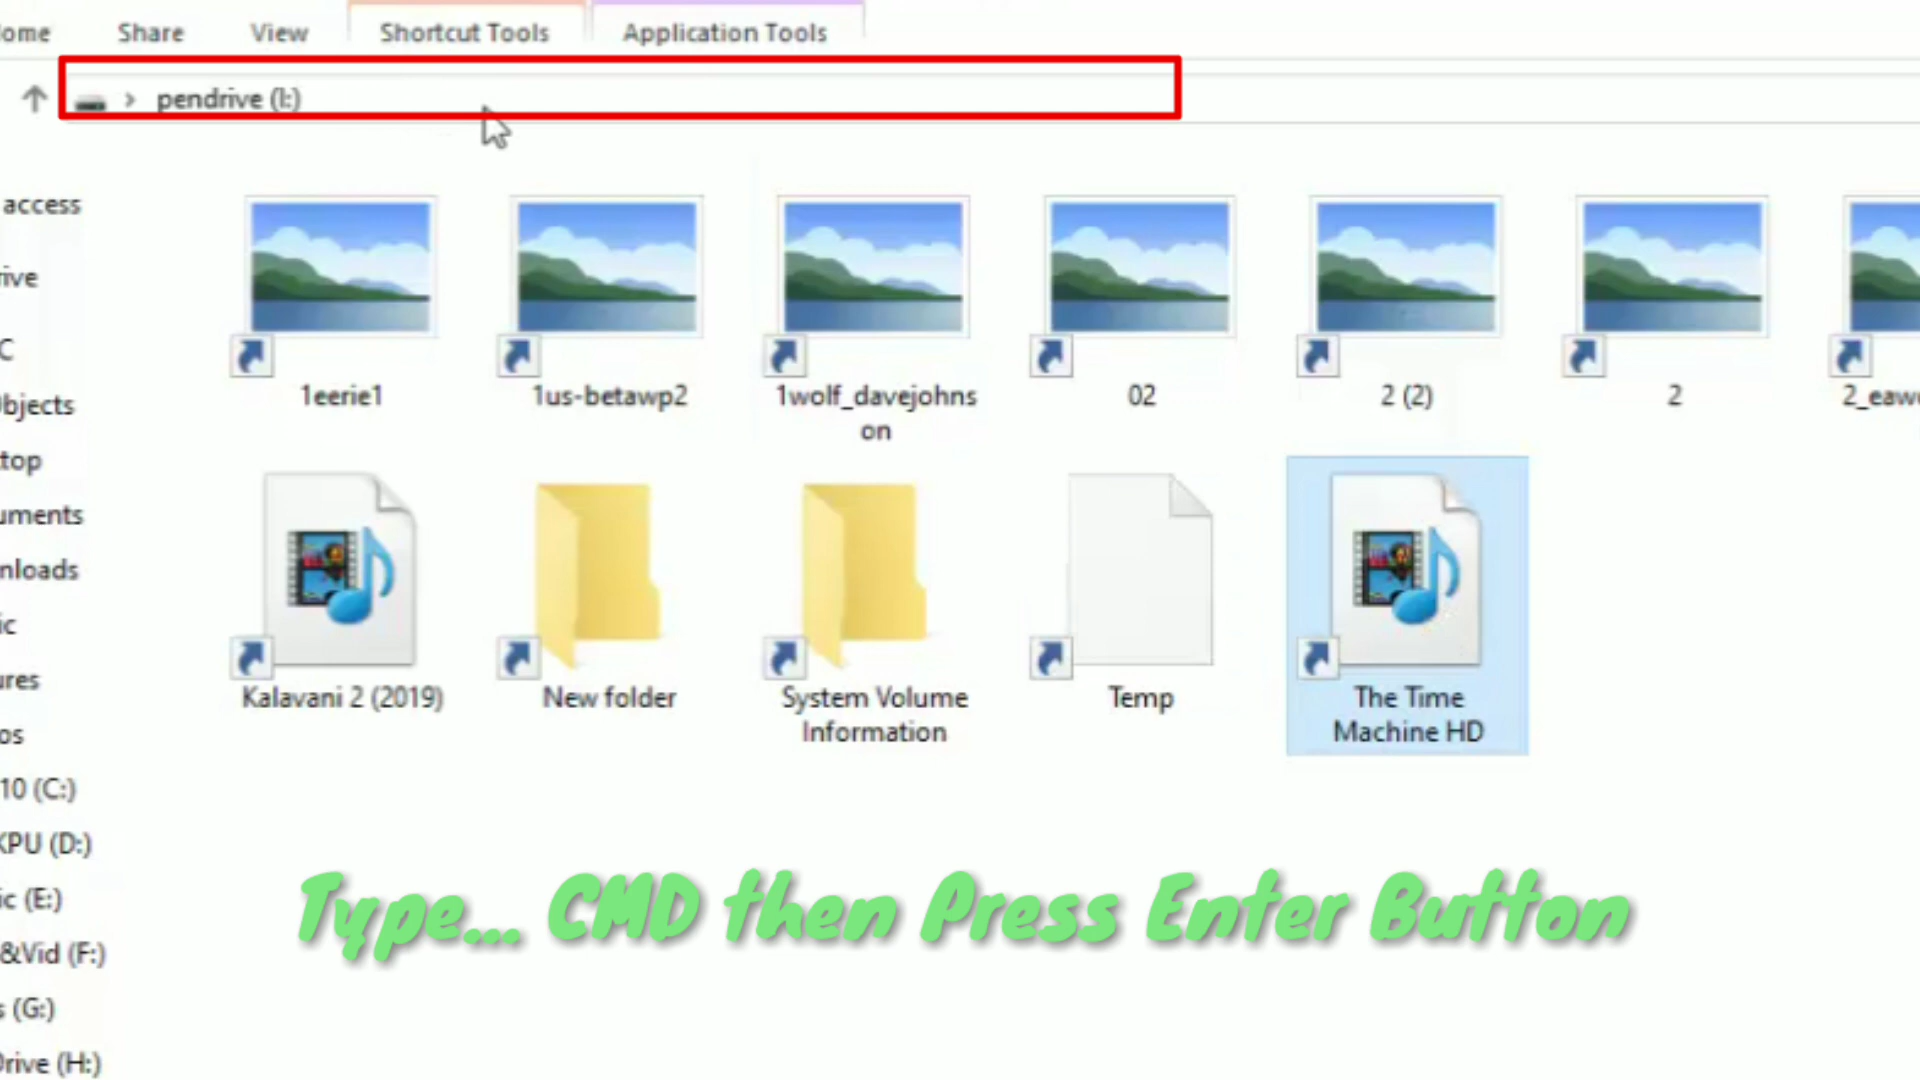 ome Share View Shortcut Tools Application Tools
pendrive (I:)
access
rive
C
bjects
top
uments
nloads
ic
ures
os
10 (C:)
KPU (D:)
ic (E:)
&Vid (F:)
s (G:)
Drive (H:)
1eerie1
1us-betawp2
1wolf_davejohns
on
02
2 (2)
2
2_eaw
Kalavani 2 (2019)
New folder
System Volume
Information
Temp
The Time
Machine HD
Type... CMD then Press Enter Button